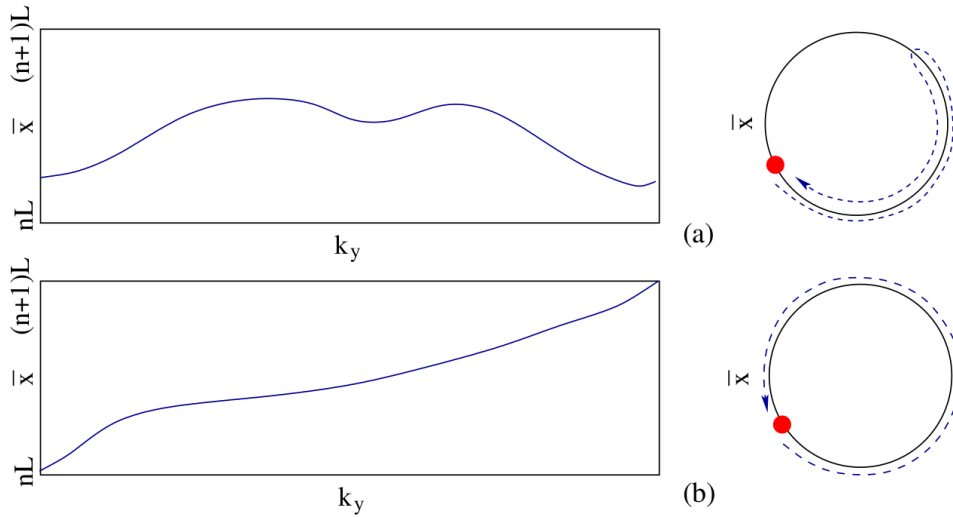 (n+1)L
x̅
nL
k_y
x̅
(a)
(n+1)L
x̅
nL
k_y
x̅
(b)